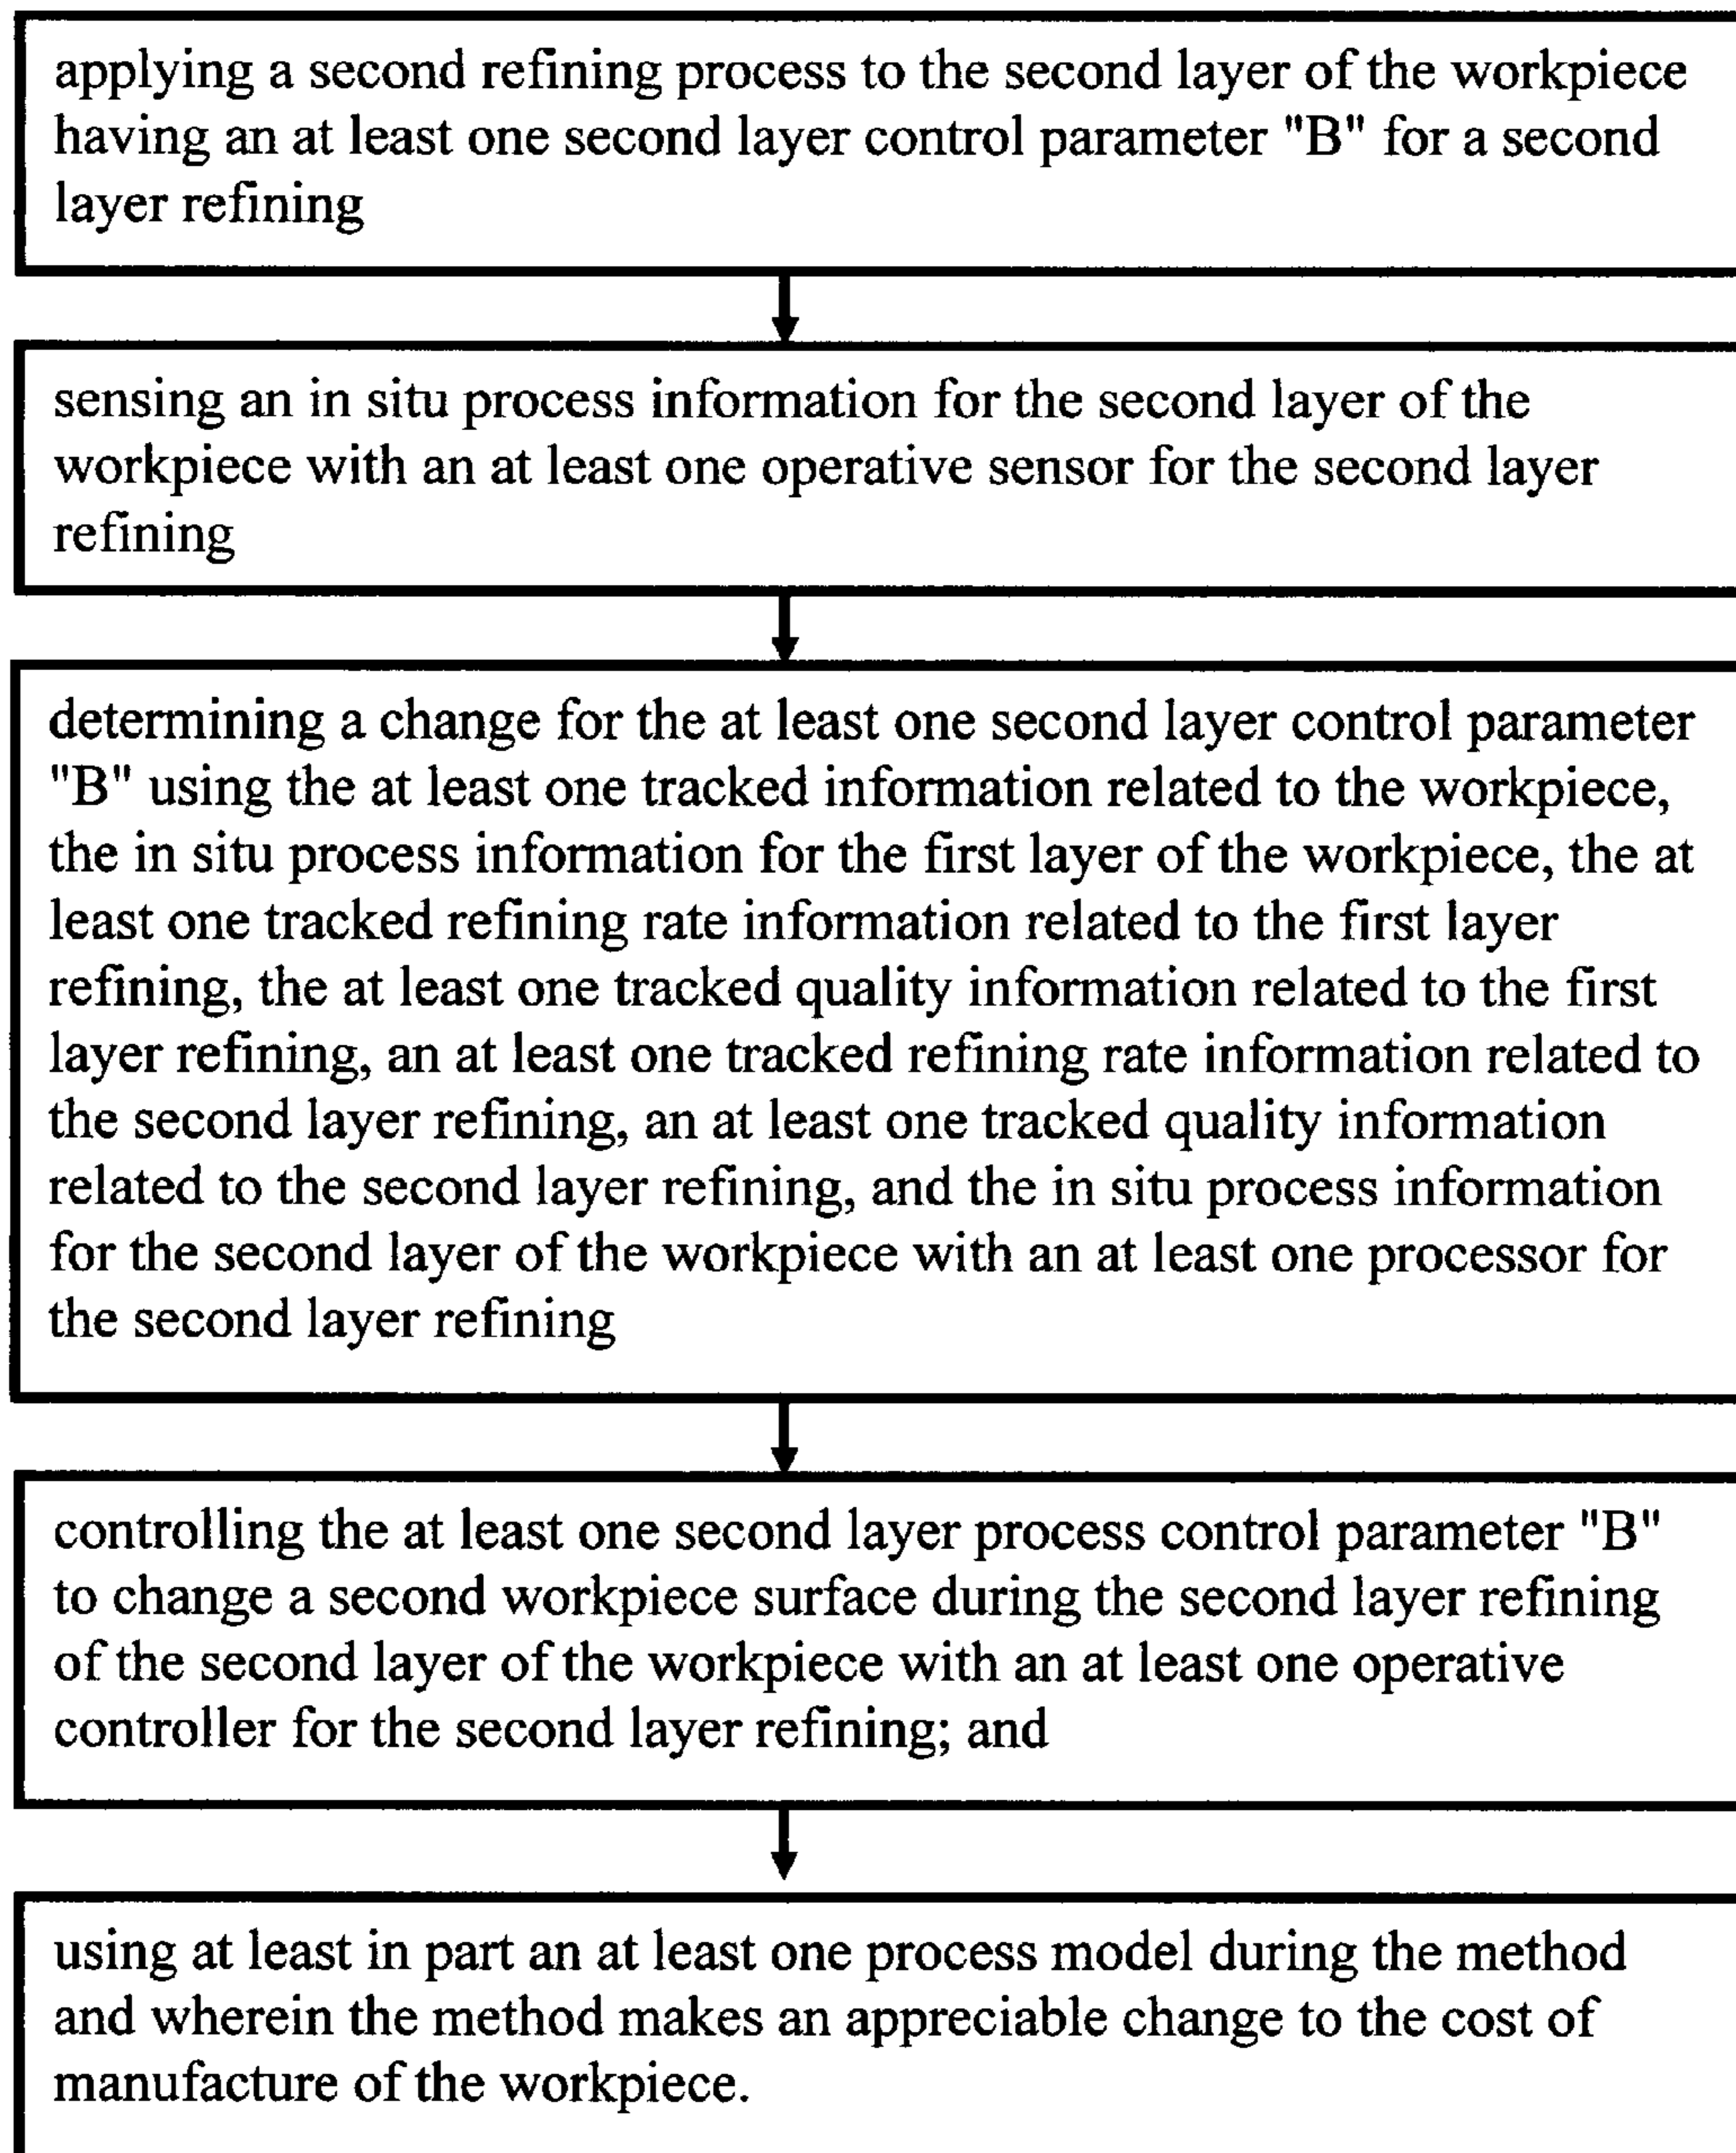 applying a second refining process to the second layer of the workpiece
having an at least one second layer control parameter "B" for a second
layer refining
sensing an in situ process information for the second layer of the
workpiece with an at least one operative sensor for the second layer
refining
determining a change for the at least one second layer control parameter
"B" using the at least one tracked information related to the workpiece,
the in situ process information for the first layer of the workpiece, the at
least one tracked refining rate information related to the first layer
refining, the at least one tracked quality information related to the first
layer refining, an at least one tracked refining rate information related to
the second layer refining, an at least one tracked quality information
related to the second layer refining, and the in situ process information
for the second layer of the workpiece with an at least one processor for
the second layer refining
controlling the at least one second layer process control parameter "B"
to change a second workpiece surface during the second layer refining
of the second layer of the workpiece with an at least one operative
controller for the second layer refining; and
using at least in part an at least one process model during the method
and wherein the method makes an appreciable change to the cost of
manufacture of the workpiece.